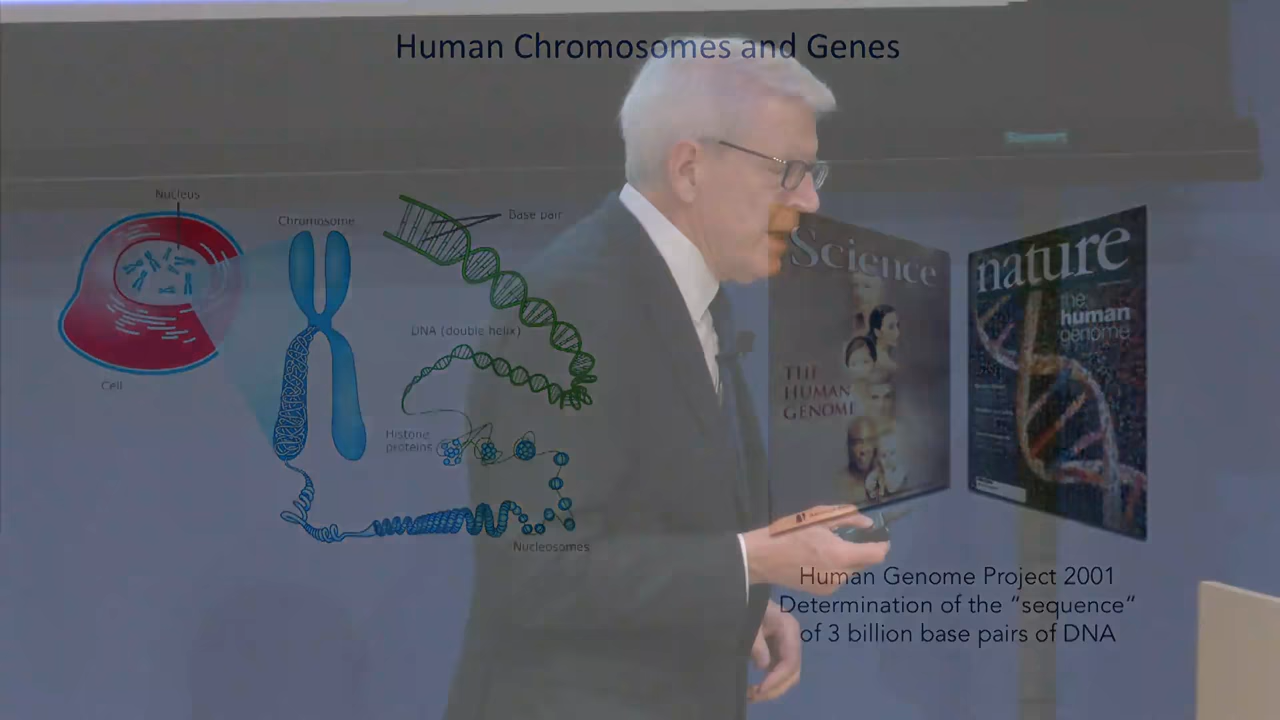 Human Chromosomes and Genes
Nucleus
Chromosome
Base pair
DNA (double helix)
Cell
Histone
proteins
Nucleosomes
Science
THE
HUMAN
GENOME
nature
the
human
genome
Human Genome Project 2001
Determination of the “sequence“
of 3 billion base pairs of DNA